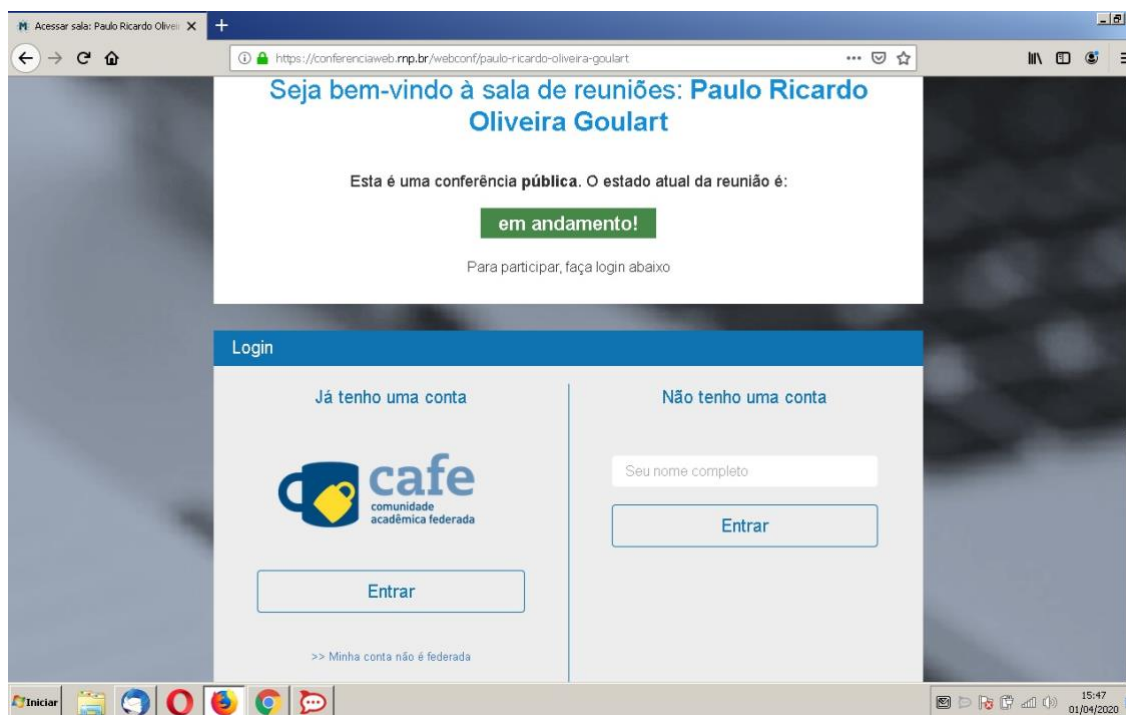 Acessar sala: Paulo Ricardo Olivei
https://conferenciaweb.rnp.br/webconf/paulo-ricardo-oliveira-goulart
Seja bem-vindo à sala de reuniões: Paulo Ricardo
Oliveira Goulart
Esta é uma conferência pública. O estado atual da reunião é:
em andamento!
Para participar, faça login abaixo
Login
Já tenho uma conta
Não tenho uma conta
cafe
comunidade
acadêmica federada
Seu nome completo
Entrar
Entrar
>> Minha conta não é federada
Iniciar
15:47
01/04/2020